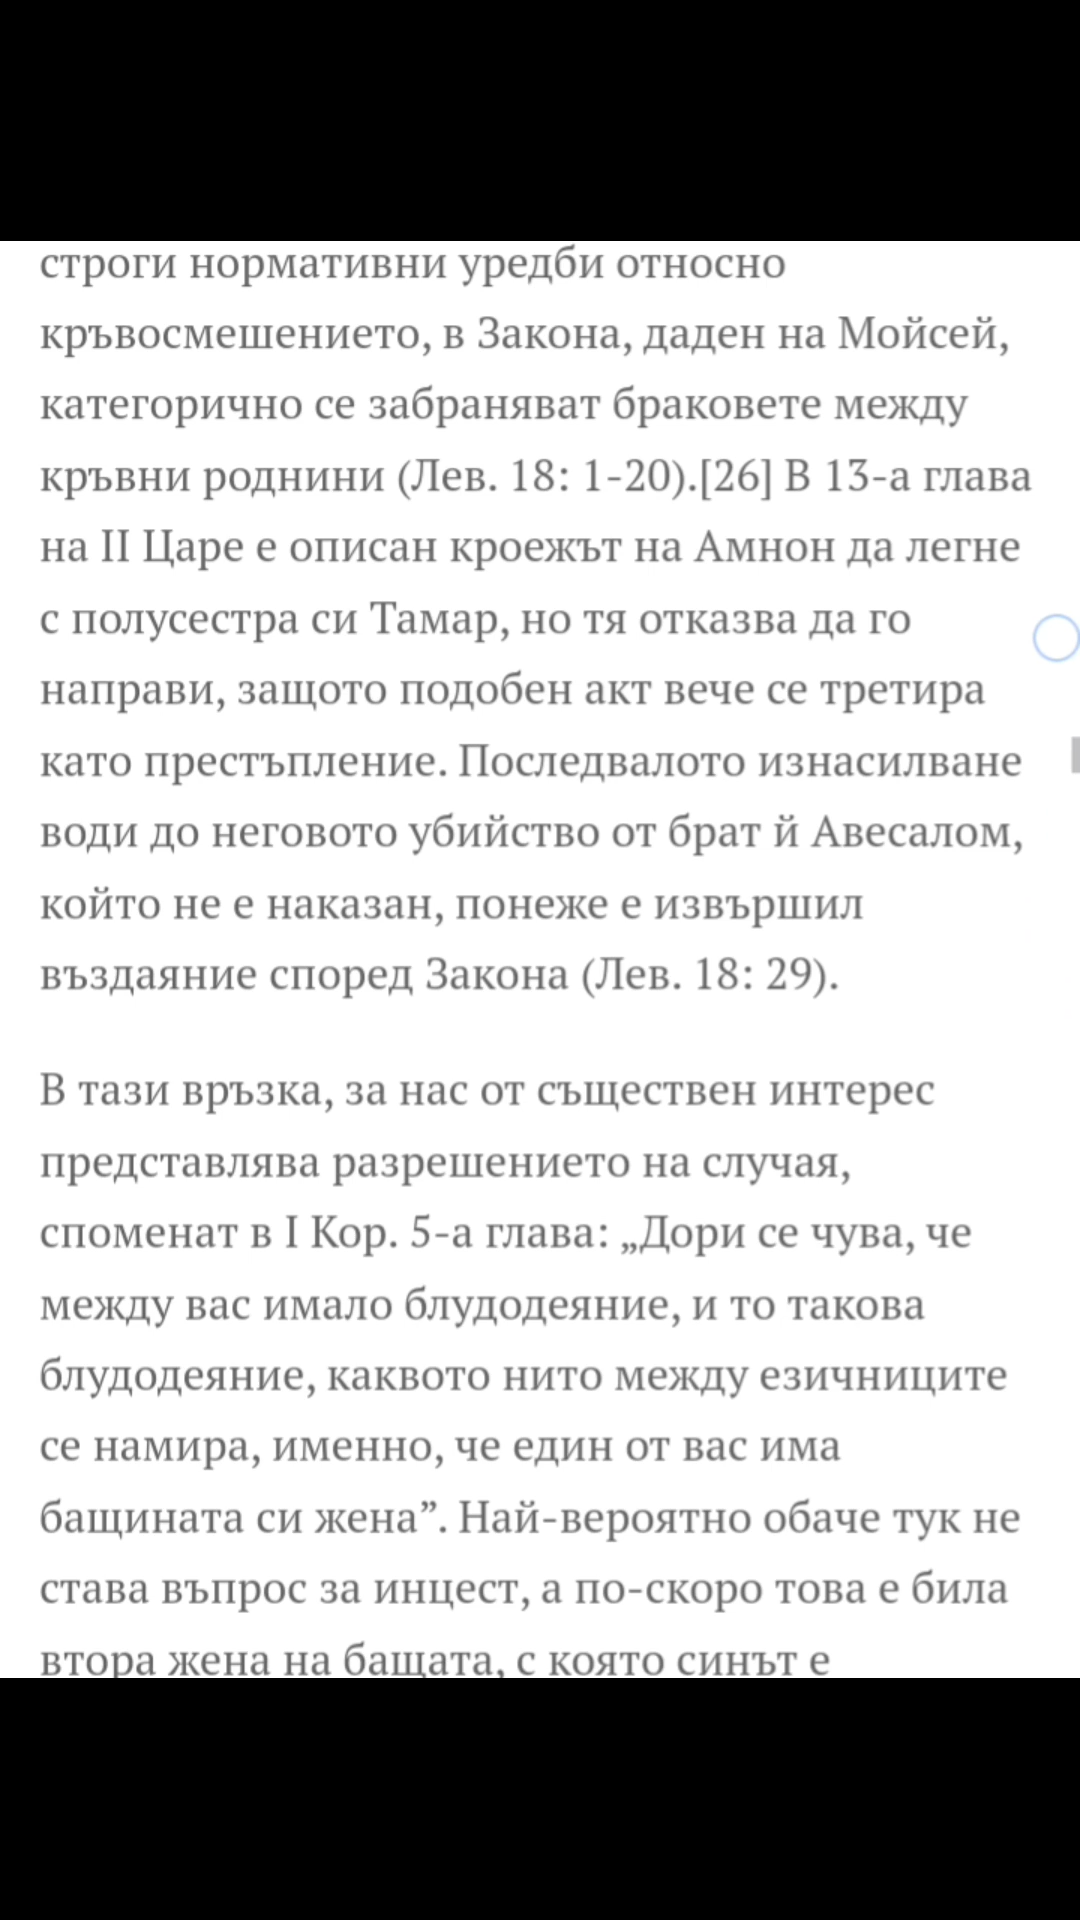 строги нормативни уредби относно
кръвосмешението, в Закона, даден на Мойсей,
категорично се забраняват браковете между
кръвни роднини (Лев. 18: 1-20).[26] В 13-а глава
на II Царе е описан кроежът на Амнон да легне
с полусестра си Тамар, но тя отказва да го
направи, защото подобен акт вече се третира
като престъпление. Последвалото изнасилване
води до неговото убийство от брат й Авесалом,
който не е наказан, понеже е извършил
въздаяние според Закона (Лев. 18: 29).
В тази връзка, за нас от съществен интерес
представлява разрешението на случая,
споменат в I Кор. 5-а глава: „Дори се чува, че
между вас имало блудодеяние, и то такова
блудодеяние, каквото нито между езичниците
се намира, именно, че един от вас има
бащината си жена”. Най-вероятно обаче тук не
става въпрос за инцест, а по-скоро това е била
втора жена на бащата, с която синът е